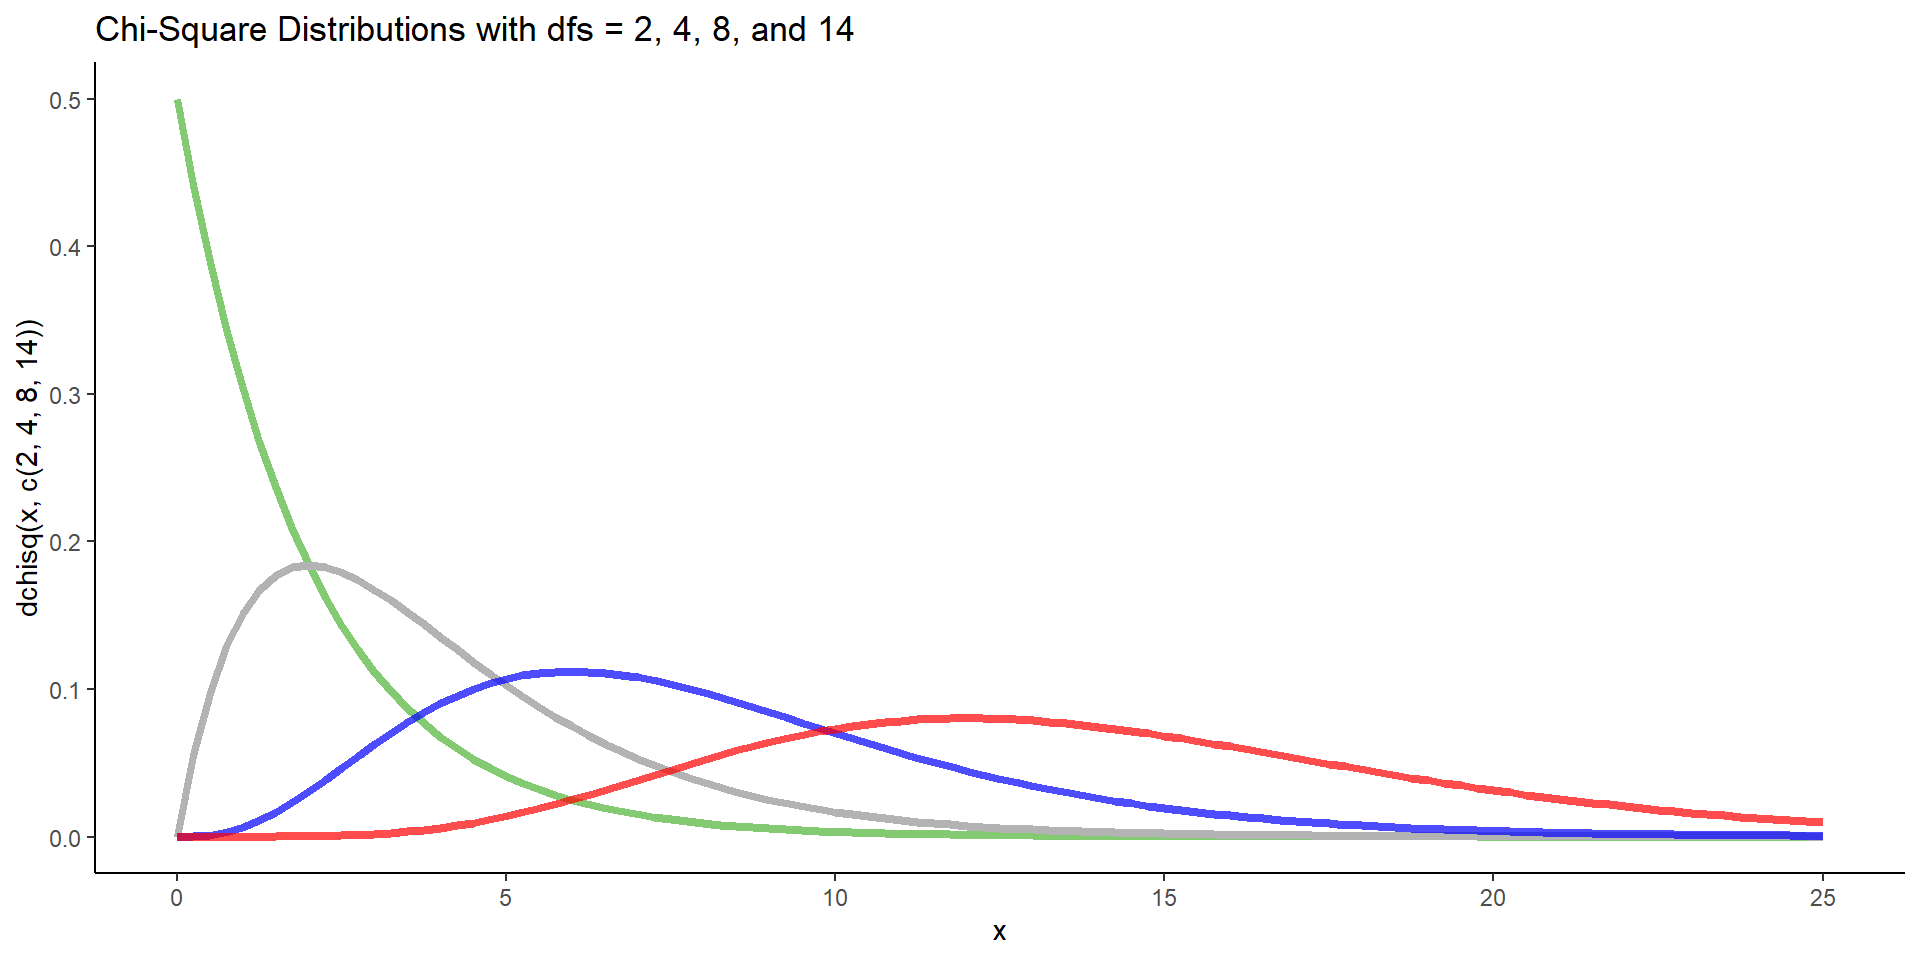 Chi-Square Distributions with dfs = 2, 4, 8, and 14
dchisq(x, c(2, 4, 8, 14))
0.5
0.4
0.3
0.2
0.1
0.0
0 5 10 15 20 25
x